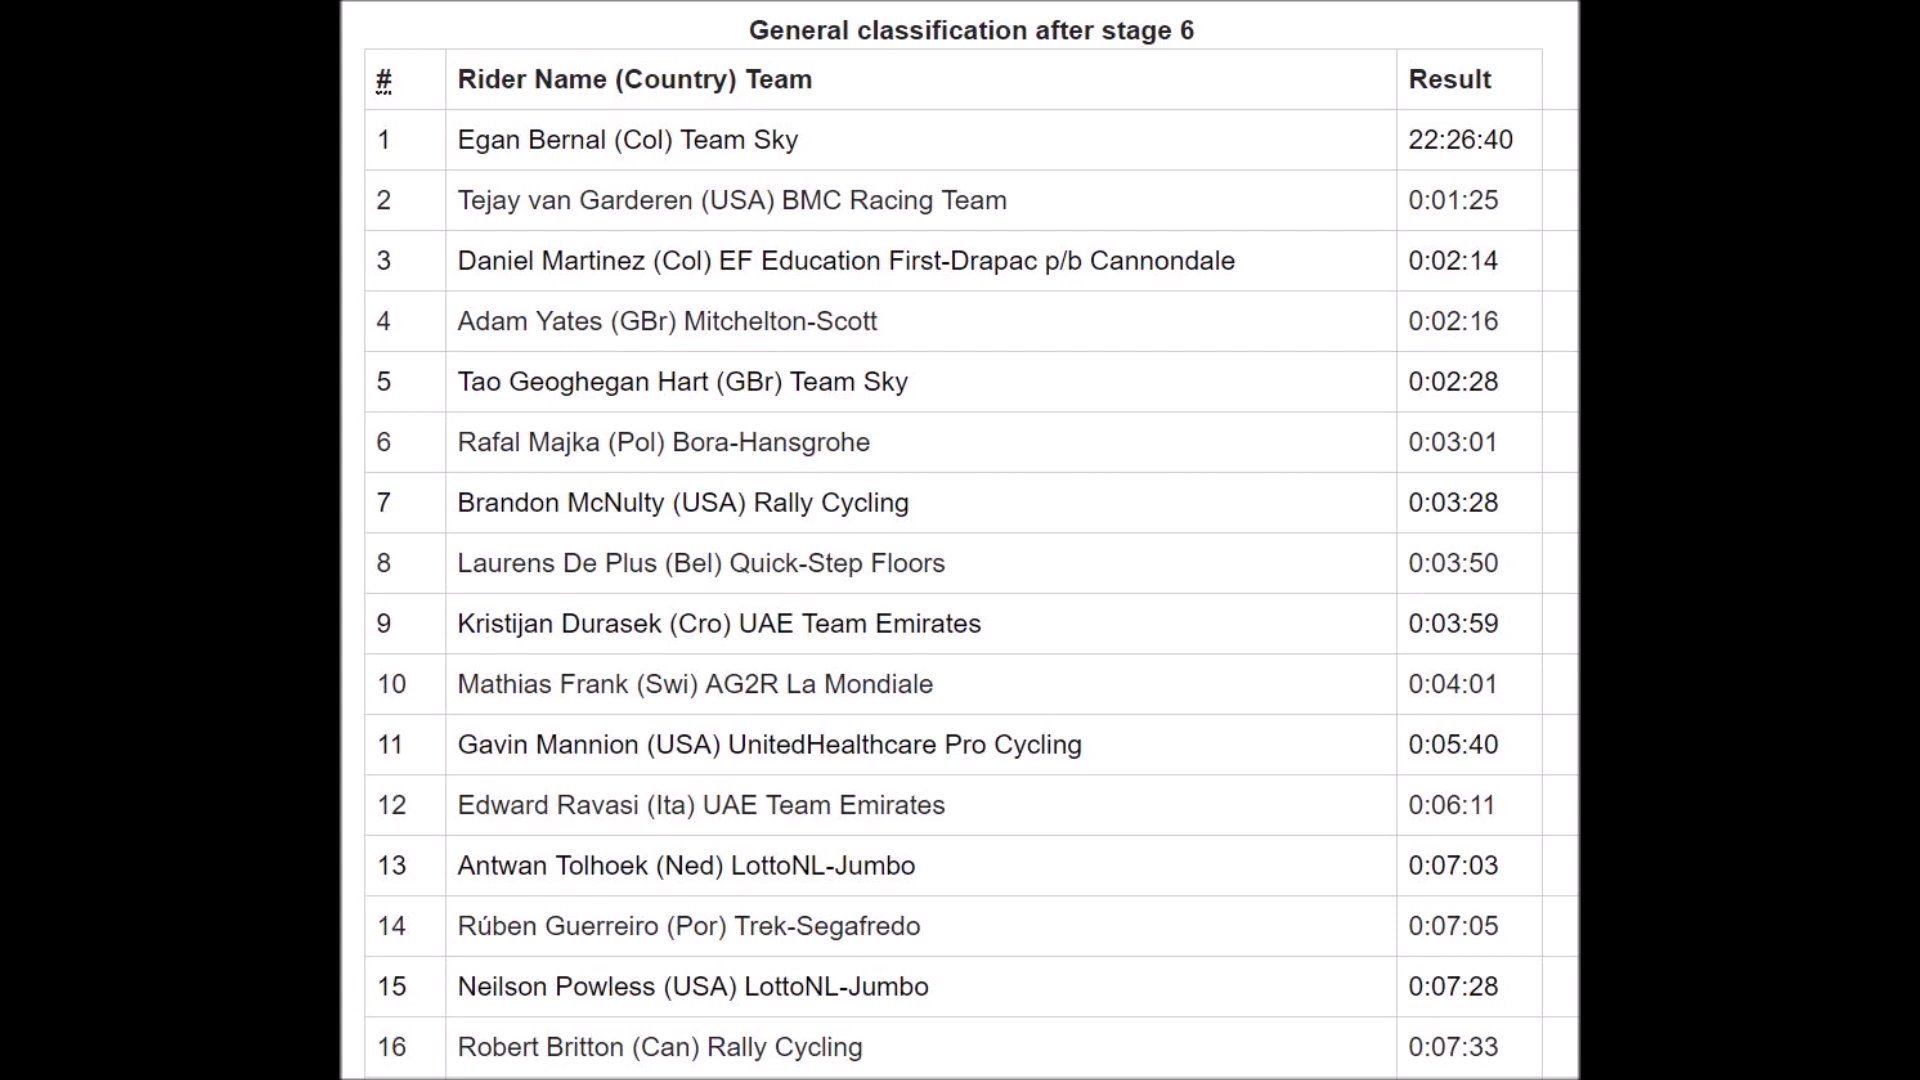 General classification after stage 6
# Rider Name (Country) Team Result
1 Egan Bernal (Col) Team Sky 22:26:40
2 Tejay van Garderen (USA) BMC Racing Team 0:01:25
3 Daniel Martinez (Col) EF Education First-Drapac p/b Cannondale 0:02:14
4 Adam Yates (GBr) Mitchelton-Scott 0:02:16
5 Tao Geoghegan Hart (GBr) Team Sky 0:02:28
6 Rafal Majka (Pol) Bora-Hansgrohe 0:03:01
7 Brandon McNulty (USA) Rally Cycling 0:03:28
8 Laurens De Plus (Bel) Quick-Step Floors 0:03:50
9 Kristijan Durasek (Cro) UAE Team Emirates 0:03:59
10 Mathias Frank (Swi) AG2R La Mondiale 0:04:01
11 Gavin Mannion (USA) UnitedHealthcare Pro Cycling 0:05:40
12 Edward Ravasi (Ita) UAE Team Emirates 0:06:11
13 Antwan Tolhoek (Ned) LottoNL-Jumbo 0:07:03
14 Rúben Guerreiro (Por) Trek-Segafredo 0:07:05
15 Neilson Powless (USA) LottoNL-Jumbo 0:07:28
16 Robert Britton (Can) Rally Cycling 0:07:33